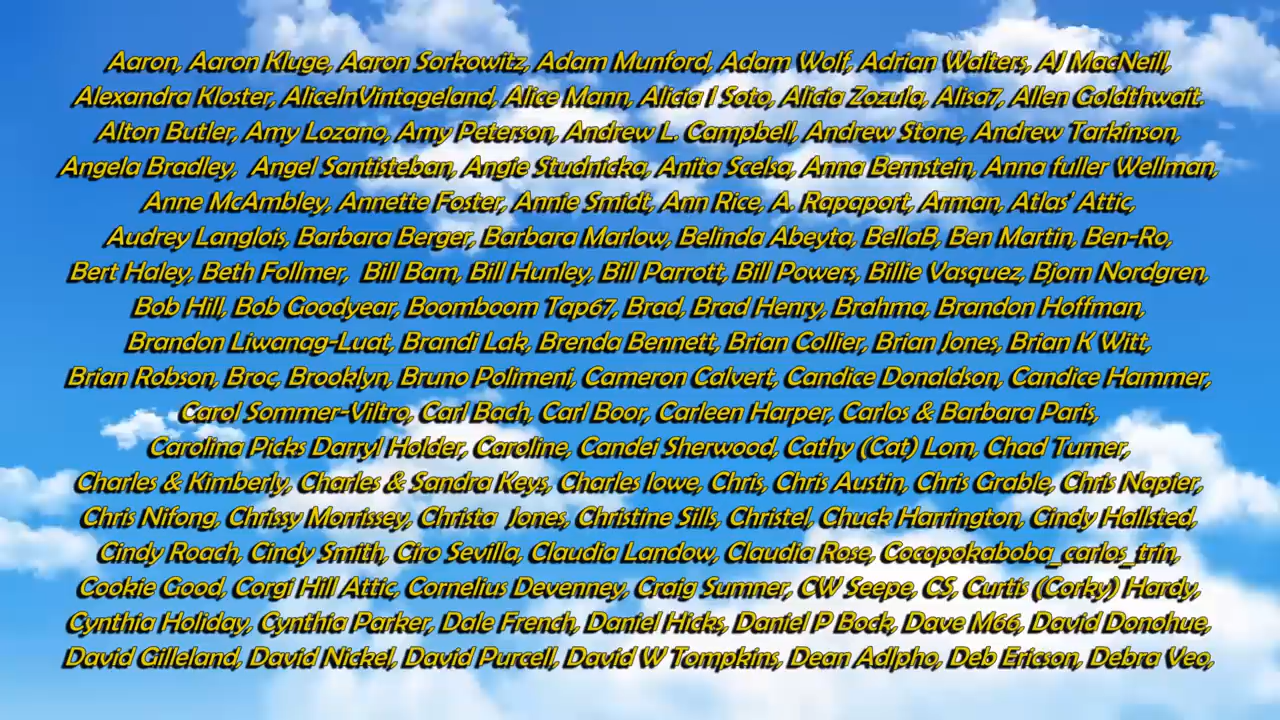 Aaron, Aaron Kluge, Aaron Sorkowitz, Adam Munford, Adam Wolf, Adrian Walters, AJ MacNeill,
Alexandra Kloster, AliceInVintageland, Alice Mann, Alicia I Soto, Alicia Zozula, Alisa7, Allen Goldthwait.
Alton Butler, Amy Lozano, Amy Peterson, Andrew L. Campbell, Andrew Stone, Andrew Tarkinson,
Angela Bradley, Angel Santisteban, Angie Studnicka, Anita Scelsa, Anna Bernstein, Anna fuller Wellman,
Anne McAmbley, Annette Foster, Annie Smidt, Ann Rice, A. Rapaport, Arman, Atlas' Attic,
Audrey Langlois, Barbara Berger, Barbara Marlow, Belinda Abeyta, BellaB, Ben Martin, Ben-Ro,
Bert Haley, Beth Follmer, Bill Bam, Bill Hunley, Bill Parrott, Bill Powers, Billie Vasquez, Bjorn Nordgren,
Bob Hill, Bob Goodyear, Boomboom Tap67, Brad, Brad Henry, Brahma, Brandon Hoffman,
Brandon Liwanag-Luat, Brandi Lak, Brenda Bennett, Brian Collier, Brian Jones, Brian K Witt,
Brian Robson, Broc, Brooklyn, Bruno Polimeni, Cameron Calvert, Candice Donaldson, Candice Hammer,
Carol Sommer-Viltro, Carl Bach, Carl Boor, Carleen Harper, Carlos & Barbara Paris,
Carolina Picks Darryl Holder, Caroline, Candei Sherwood, Cathy (Cat) Lom, Chad Turner,
Charles & Kimberly, Charles & Sandra Keys, Charles lowe, Chris, Chris Austin, Chris Grable, Chris Napier,
Chris Nifong, Chrissy Morrissey, Christa Jones, Christine Sills, Christel, Chuck Harrington, Cindy Hallsted,
Cindy Roach, Cindy Smith, Ciro Sevilla, Claudia Landow, Claudia Rose, Cocopokaboba_carlos_trin,
Cookie Good, Corgi Hill Attic, Cornelius Devenney, Craig Sumner, CW Seepe, CS, Curtis (Corky) Hardy,
Cynthia Holiday, Cynthia Parker, Dale French, Daniel Hicks, Daniel P Bock, Dave M66, David Donohue,
David Gilleland, David Nickel, David Purcell, David W Tompkins, Dean Adlpho, Deb Ericson, Debra Veo,